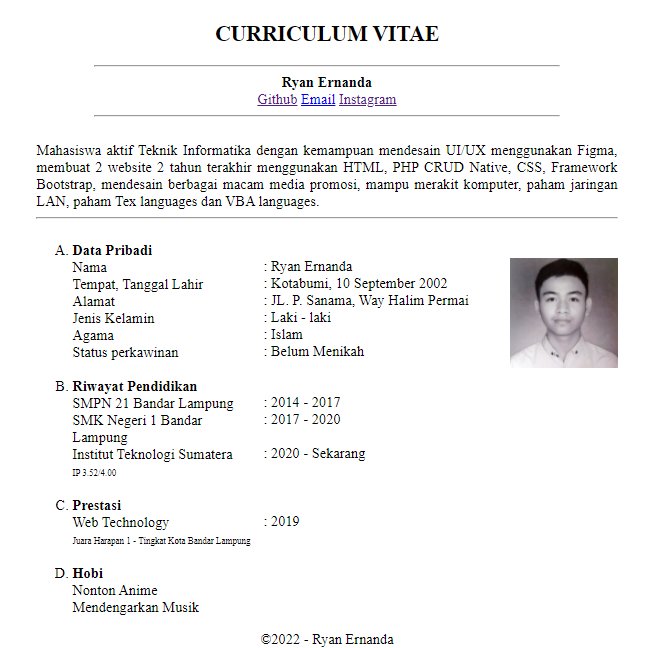 CURRICULUM VITAE
Ryan Ernanda
Github Email Instagram
Mahasiswa aktif Teknik Informatika dengan kemampuan mendesain UI/UX menggunakan Figma,
membuat 2 website 2 tahun terakhir menggunakan HTML, PHP CRUD Native, CSS, Framework
Bootstrap, mendesain berbagai macam media promosi, mampu merakit komputer, paham jaringan
LAN, paham Tex languages dan VBA languages.
A. Data Pribadi
Nama : Ryan Ernanda
Tempat, Tanggal Lahir : Kotabumi, 10 September 2002
Alamat : JL. P. Sanama, Way Halim Permai
Jenis Kelamin : Laki - laki
Agama : Islam
Status perkawinan : Belum Menikah
B. Riwayat Pendidikan
SMPN 21 Bandar Lampung : 2014 - 2017
SMK Negeri 1 Bandar : 2017 - 2020
Lampung
Institut Teknologi Sumatera : 2020 - Sekarang
IP 3.52/4.00
C. Prestasi
Web Technology : 2019
Juara Harapan 1 - Tingkat Kota Bandar Lampung
D. Hobi
Nonton Anime
Mendengarkan Musik
©2022 - Ryan Ernanda